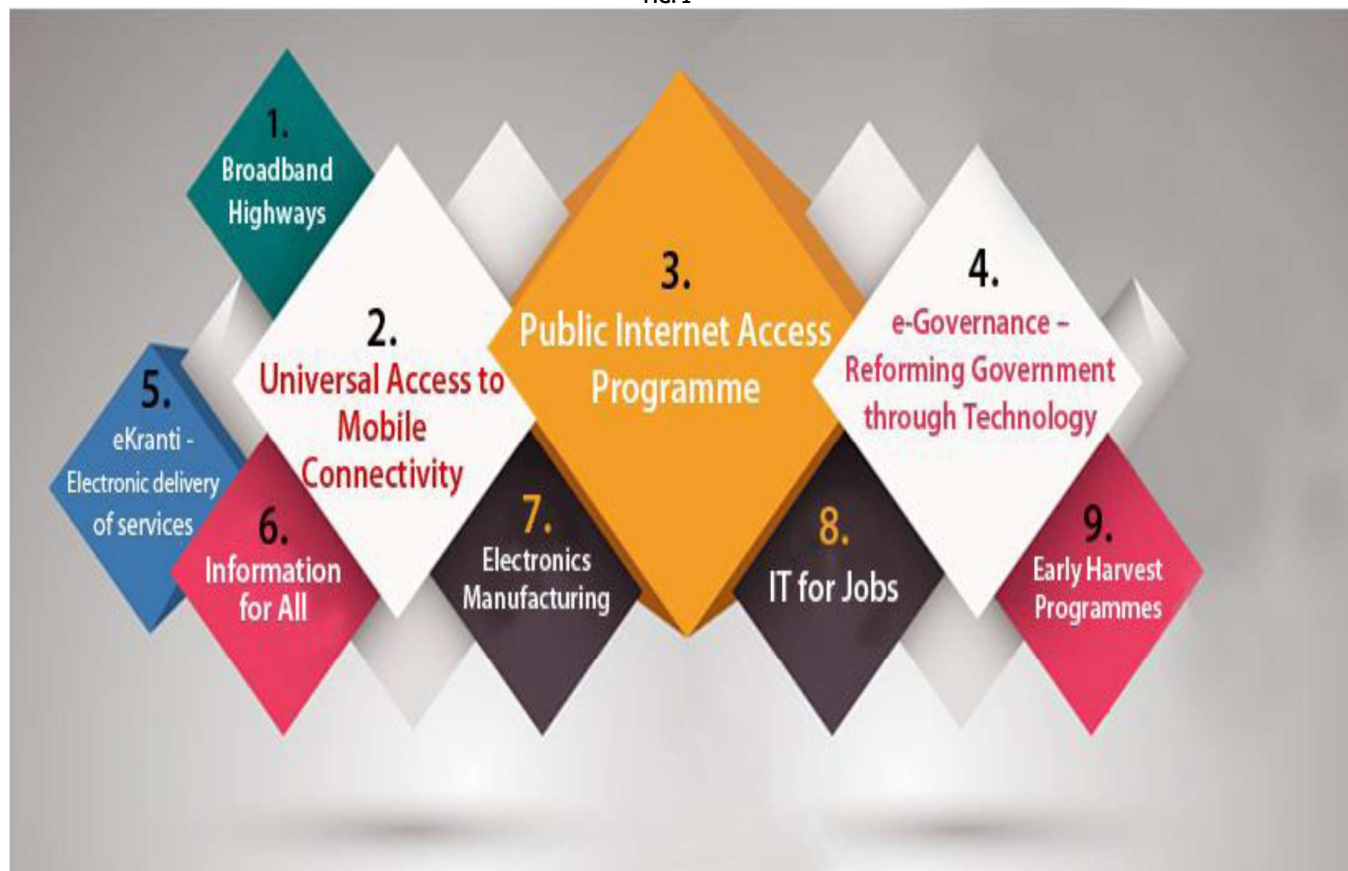 FIG. 1
1.
Broadband
Highways
2.
Universal Access to
Mobile
Connectivity
3.
Public Internet Access
Programme
4.
e-Governance –
Reforming Government
through Technology
5.
eKranti -
Electronic delivery
of services
6.
Information
for All
7.
Electronics
Manufacturing
8.
IT for Jobs
9.
Early Harvest
Programmes